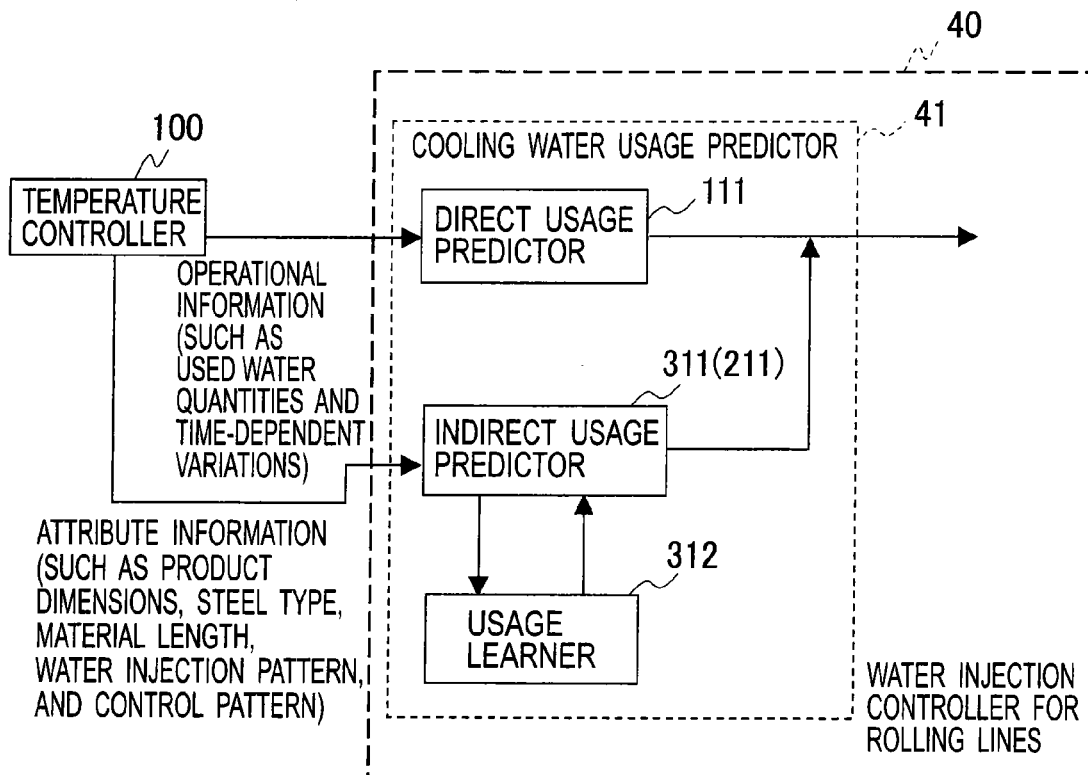 40
41
100
COOLING WATER USAGE PREDICTOR
TEMPERATURE
CONTROLLER
111
DIRECT USAGE
PREDICTOR
OPERATIONAL
INFORMATION
(SUCH AS
USED WATER
QUANTITIES AND
TIME-DEPENDENT
VARIATIONS)
311(211)
INDIRECT USAGE
PREDICTOR
ATTRIBUTE INFORMATION
(SUCH AS PRODUCT
DIMENSIONS, STEEL TYPE,
MATERIAL LENGTH,
WATER INJECTION PATTERN,
AND CONTROL PATTERN)
312
USAGE
LEARNER
WATER INJECTION
CONTROLLER FOR
ROLLING LINES